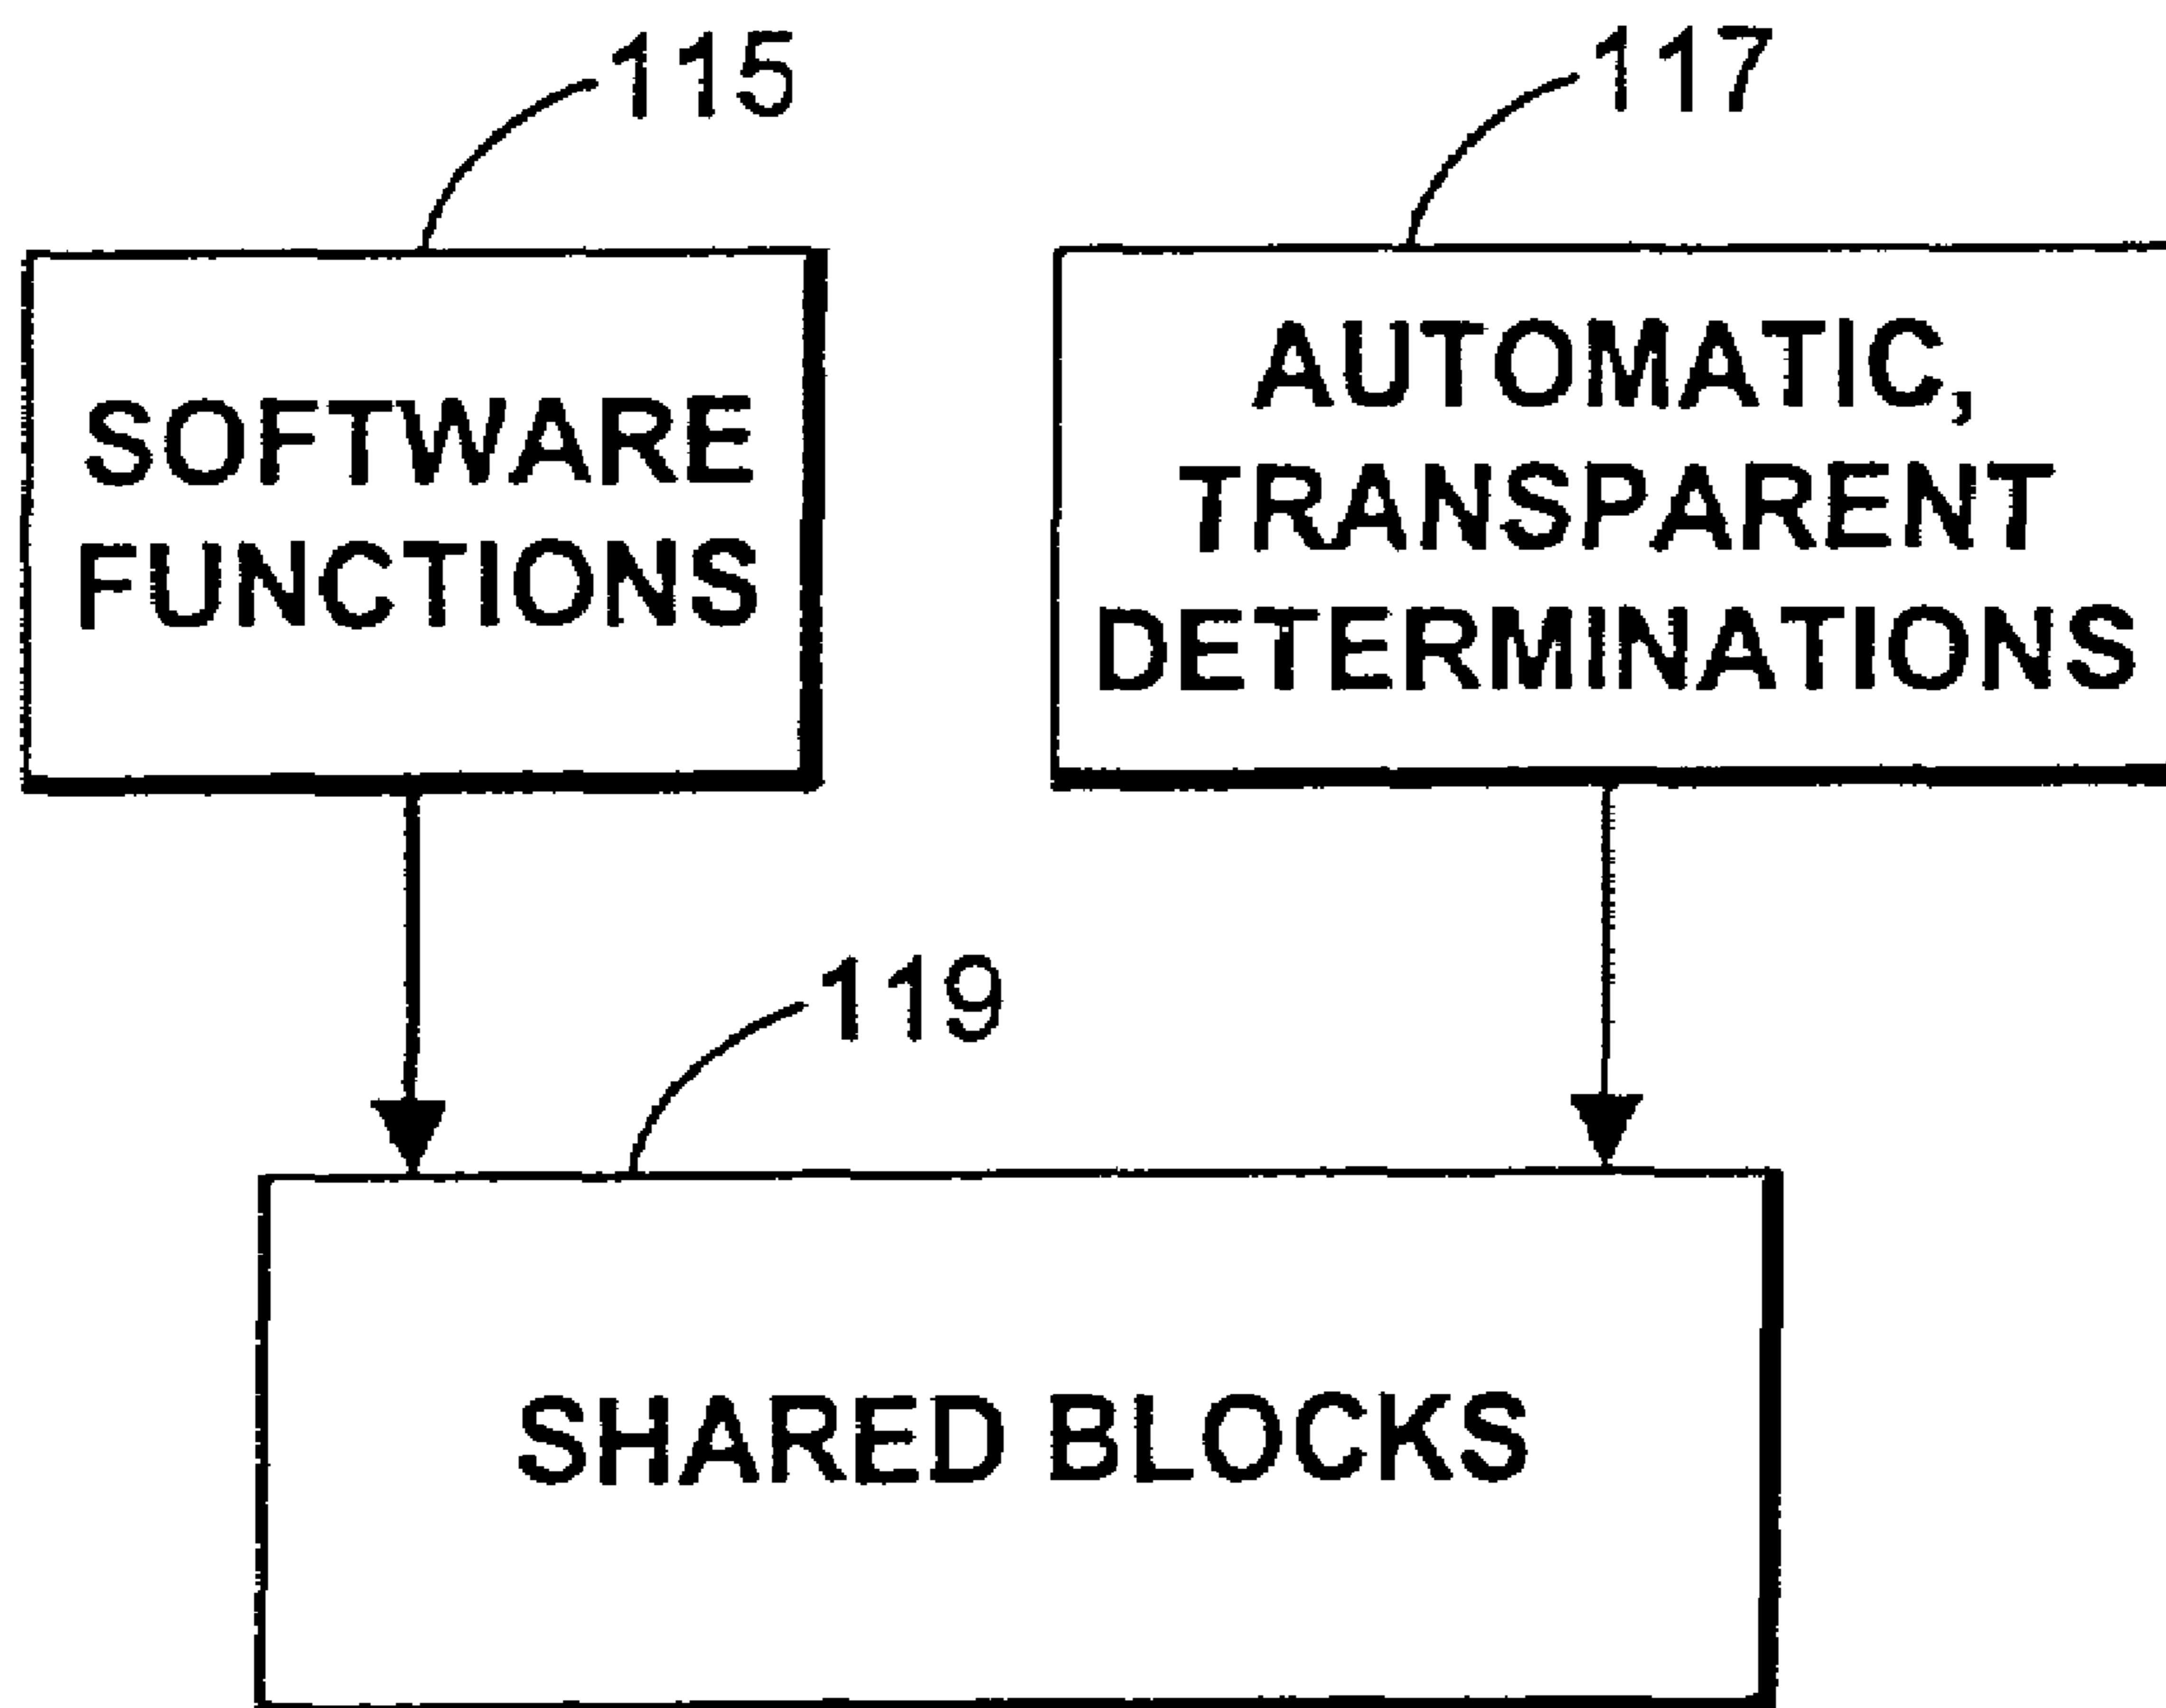 115
117
SOFTWARE
FUNCTIONS
AUTOMATIC,
TRANSPARENT
DETERMINATIONS
119
SHARED BLOCKS